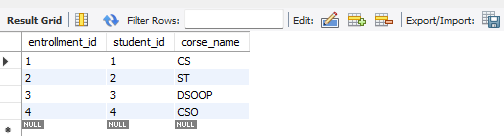 Result Grid Filter Rows: Edit: Export/Import:
entrollment_id student_id corse_name
1 1 CS
2 2 ST
3 3 DSOOP
4 4 CSO
NULL NULL NULL